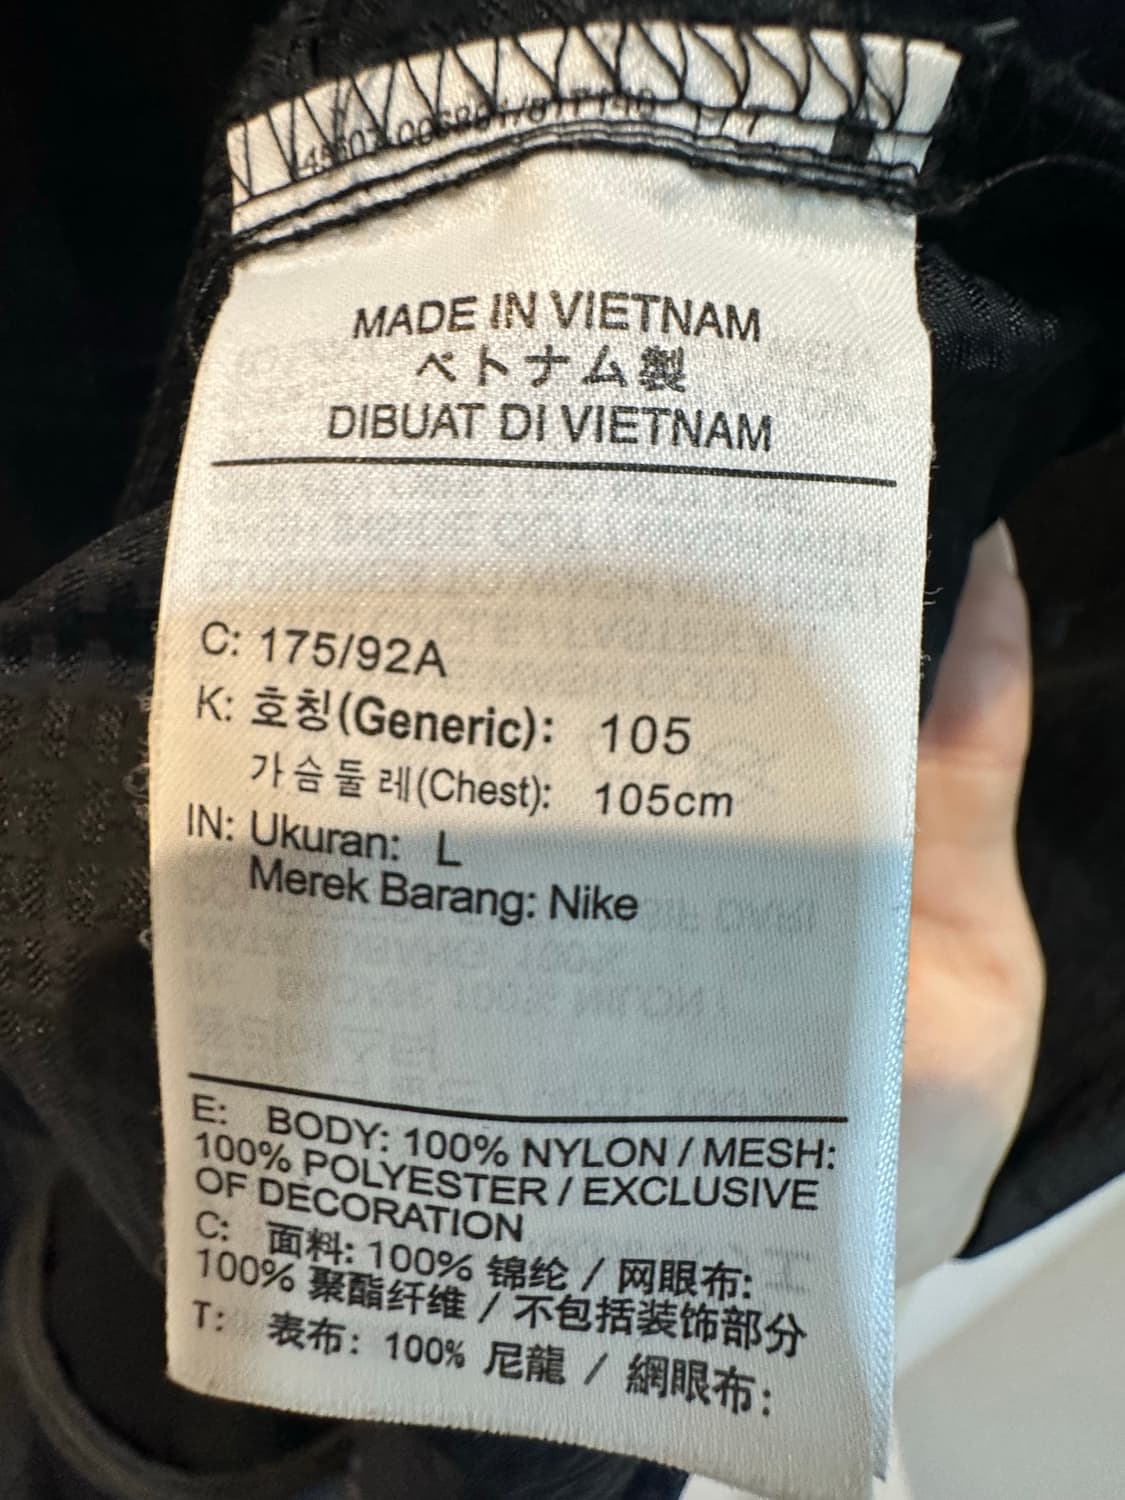 MADE IN VIETNAM
ベトナム製
DIBUAT DI VIETNAM
C: 175/92A
K: 호칭(Generic): 105
가슴둘레(Chest): 105cm
IN: Ukuran: L
Merek Barang: Nike
E: BODY: 100% NYLON / MESH:
100% POLYESTER / EXCLUSIVE
OF DECORATION
C: 面料: 100% 锦纶 / 网眼布:
100% 聚酯纤维 / 不包括装饰部分
T: 表布: 100% 尼龍 / 網眼布: